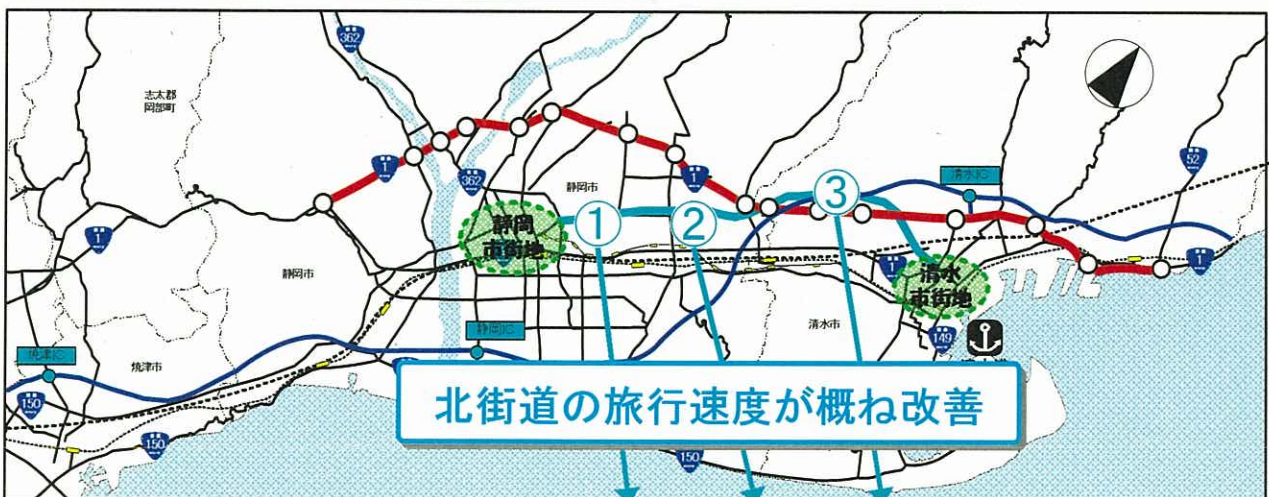 362
志太郡
岡部町
1
362
静岡市
1
52
清水IC
1
2
3
静岡
市街地
1
静岡市
1
清水
市街地
1
清水市
149
静岡IC
焼津IC
焼津市
150
150
北街道の旅行速度が概ね改善
150